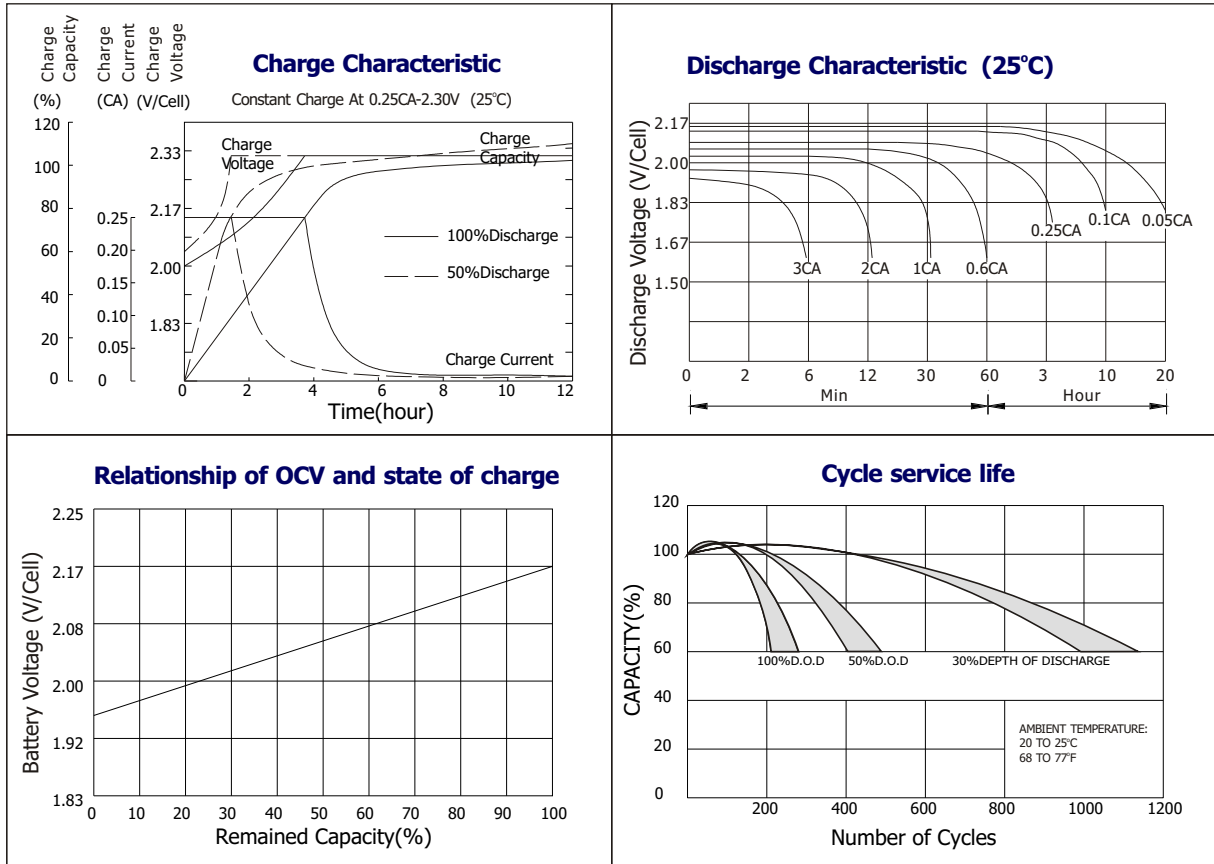 Charge Characteristic
Constant Charge At 0.25CA-2.30V (25°C)
Charge Capacity
Charge Current
Charge Voltage
(%)
(CA)
(V/Cell)
120
100
80
60
40
20
0
0.25
0.20
0.15
0.10
0.05
0
2.33
2.17
2.00
1.83
Charge Voltage
Charge Capacity
100%Discharge
50%Discharge
Charge Current
0 2 4 6 8 10 12
Time(hour)
Discharge Characteristic (25°C)
Discharge Voltage (V/Cell)
2.17
2.00
1.83
1.67
1.50
3CA 2CA 1CA 0.6CA 0.25CA 0.1CA 0.05CA
0 2 6 12 30 60 3 10 20
Min Hour
Relationship of OCV and state of charge
Battery Voltage (V/Cell)
2.25
2.17
2.08
2.00
1.92
1.83
0 10 20 30 40 50 60 70 80 90 100
Remained Capacity(%)
Cycle service life
CAPACITY(%)
120
100
80
60
40
20
0
100%D.O.D 50%D.O.D 30%DEPTH OF DISCHARGE
AMBIENT TEMPERATURE:
20 TO 25°C
68 TO 77°F
200 400 600 800 1000 1200
Number of Cycles